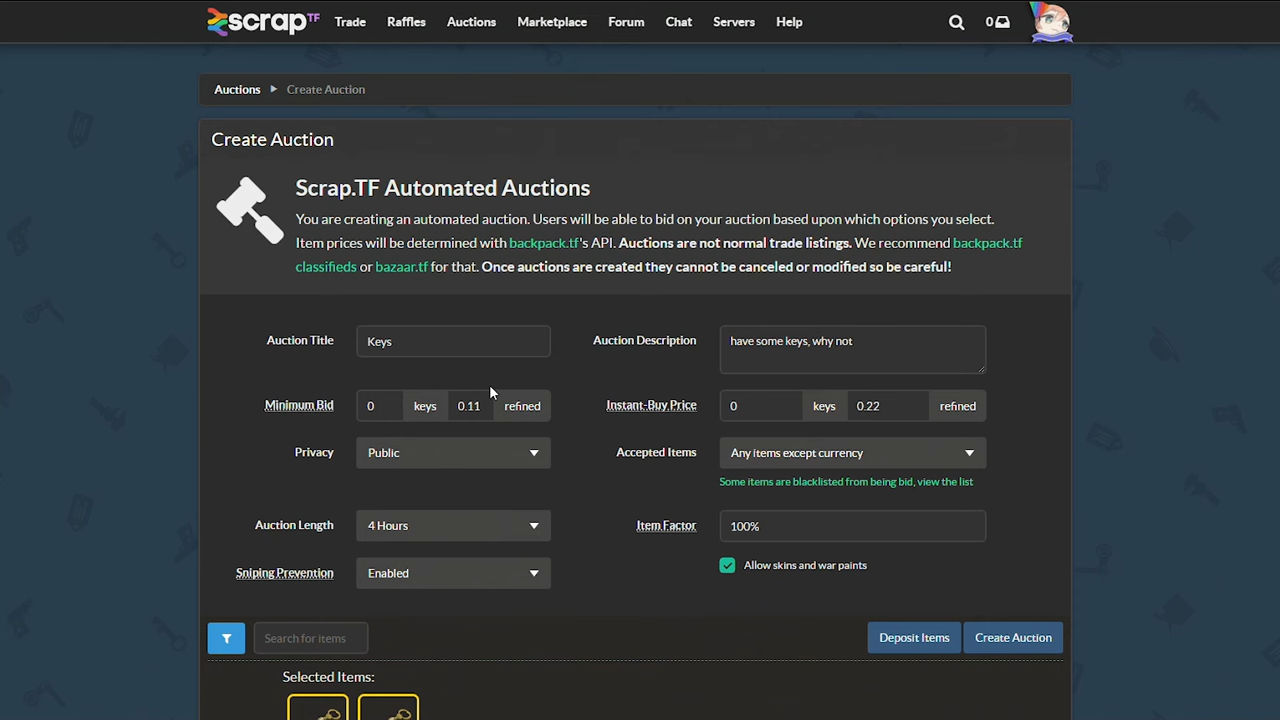 scrap TF Trade Raffles Auctions Marketplace Forum Chat Servers Help 0
Auctions Create Auction
Create Auction
Scrap.TF Automated Auctions
You are creating an automated auction. Users will be able to bid on your auction based upon which options you select.
Item prices will be determined with backpack.tf's API. Auctions are not normal trade listings. We recommend backpack.tf
classifieds or bazaar.tf for that. Once auctions are created they cannot be canceled or modified so be careful!
Auction Title Keys Auction Description have some keys, why not
Minimum Bid 0 keys 0.11 refined Instant-Buy Price 0 keys 0.22 refined
Privacy Public Accepted Items Any items except currency
Some items are blacklisted from being bid, view the list
Auction Length 4 Hours Item Factor 100%
Sniping Prevention Enabled Allow skins and war paints
Search for items Deposit Items Create Auction
Selected Items: